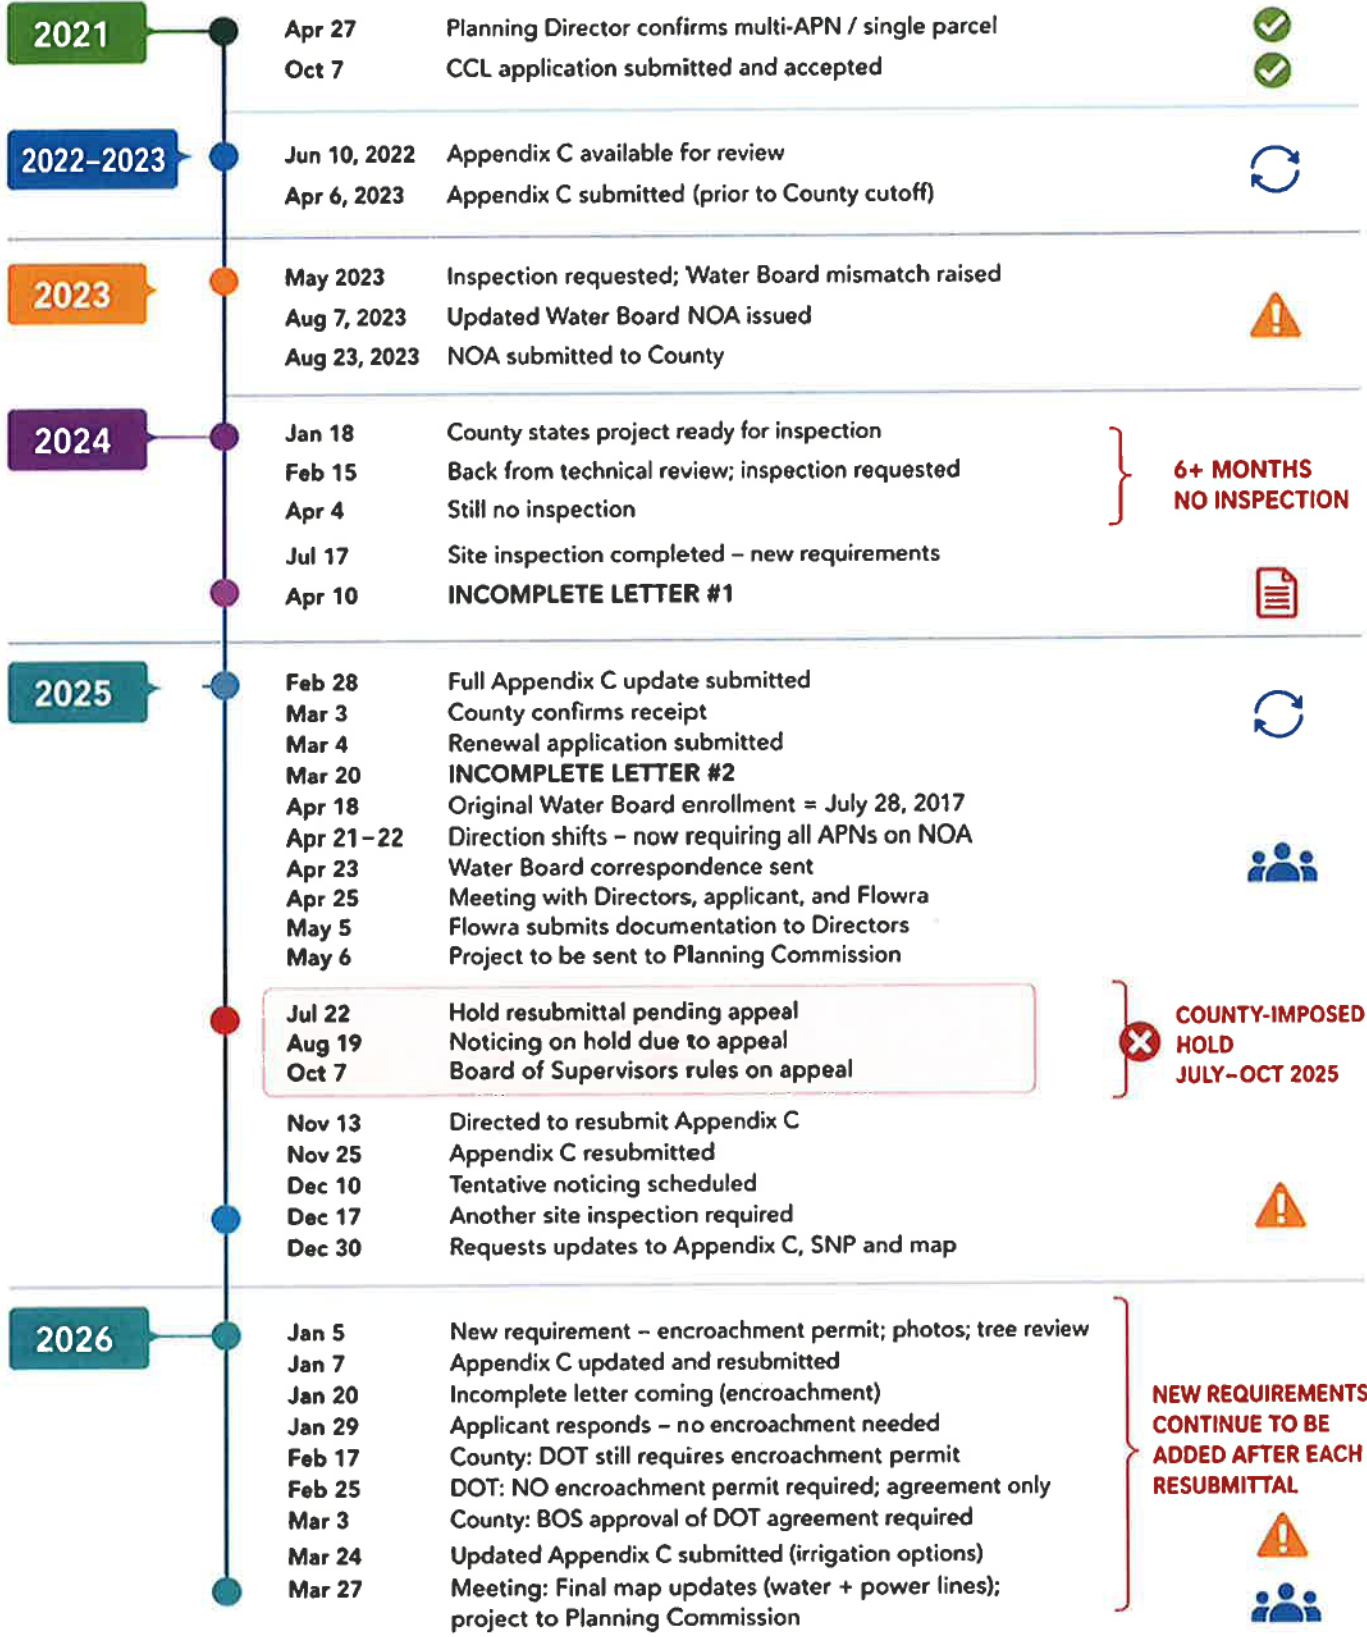 2021
Apr 27 Planning Director confirms multi-APN / single parcel
Oct 7 CCL application submitted and accepted
2022–2023
Jun 10, 2022 Appendix C available for review
Apr 6, 2023 Appendix C submitted (prior to County cutoff)
2023
May 2023 Inspection requested; Water Board mismatch raised
Aug 7, 2023 Updated Water Board NOA issued
Aug 23, 2023 NOA submitted to County
2024
Jan 18 County states project ready for inspection
Feb 15 Back from technical review; inspection requested
Apr 4 Still no inspection
6+ MONTHS
NO INSPECTION
Jul 17 Site inspection completed – new requirements
Apr 10 INCOMPLETE LETTER #1
2025
Feb 28 Full Appendix C update submitted
Mar 3 County confirms receipt
Mar 4 Renewal application submitted
Mar 20 INCOMPLETE LETTER #2
Apr 18 Original Water Board enrollment = July 28, 2017
Apr 21–22 Direction shifts – now requiring all APNs on NOA
Apr 23 Water Board correspondence sent
Apr 25 Meeting with Directors, applicant, and Flowra
May 5 Flowra submits documentation to Directors
May 6 Project to be sent to Planning Commission
Jul 22 Hold resubmittal pending appeal
Aug 19 Noticing on hold due to appeal
Oct 7 Board of Supervisors rules on appeal
COUNTY-IMPOSED
HOLD
JULY–OCT 2025
Nov 13 Directed to resubmit Appendix C
Nov 25 Appendix C resubmitted
Dec 10 Tentative noticing scheduled
Dec 17 Another site inspection required
Dec 30 Requests updates to Appendix C, SNP and map
2026
Jan 5 New requirement – encroachment permit; photos; tree review
Jan 7 Appendix C updated and resubmitted
Jan 20 Incomplete letter coming (encroachment)
Jan 29 Applicant responds – no encroachment needed
Feb 17 County: DOT still requires encroachment permit
Feb 25 DOT: NO encroachment permit required; agreement only
Mar 3 County: BOS approval of DOT agreement required
Mar 24 Updated Appendix C submitted (irrigation options)
Mar 27 Meeting: Final map updates (water + power lines);
project to Planning Commission
NEW REQUIREMENTS
CONTINUE TO BE
ADDED AFTER EACH
RESUBMITTAL